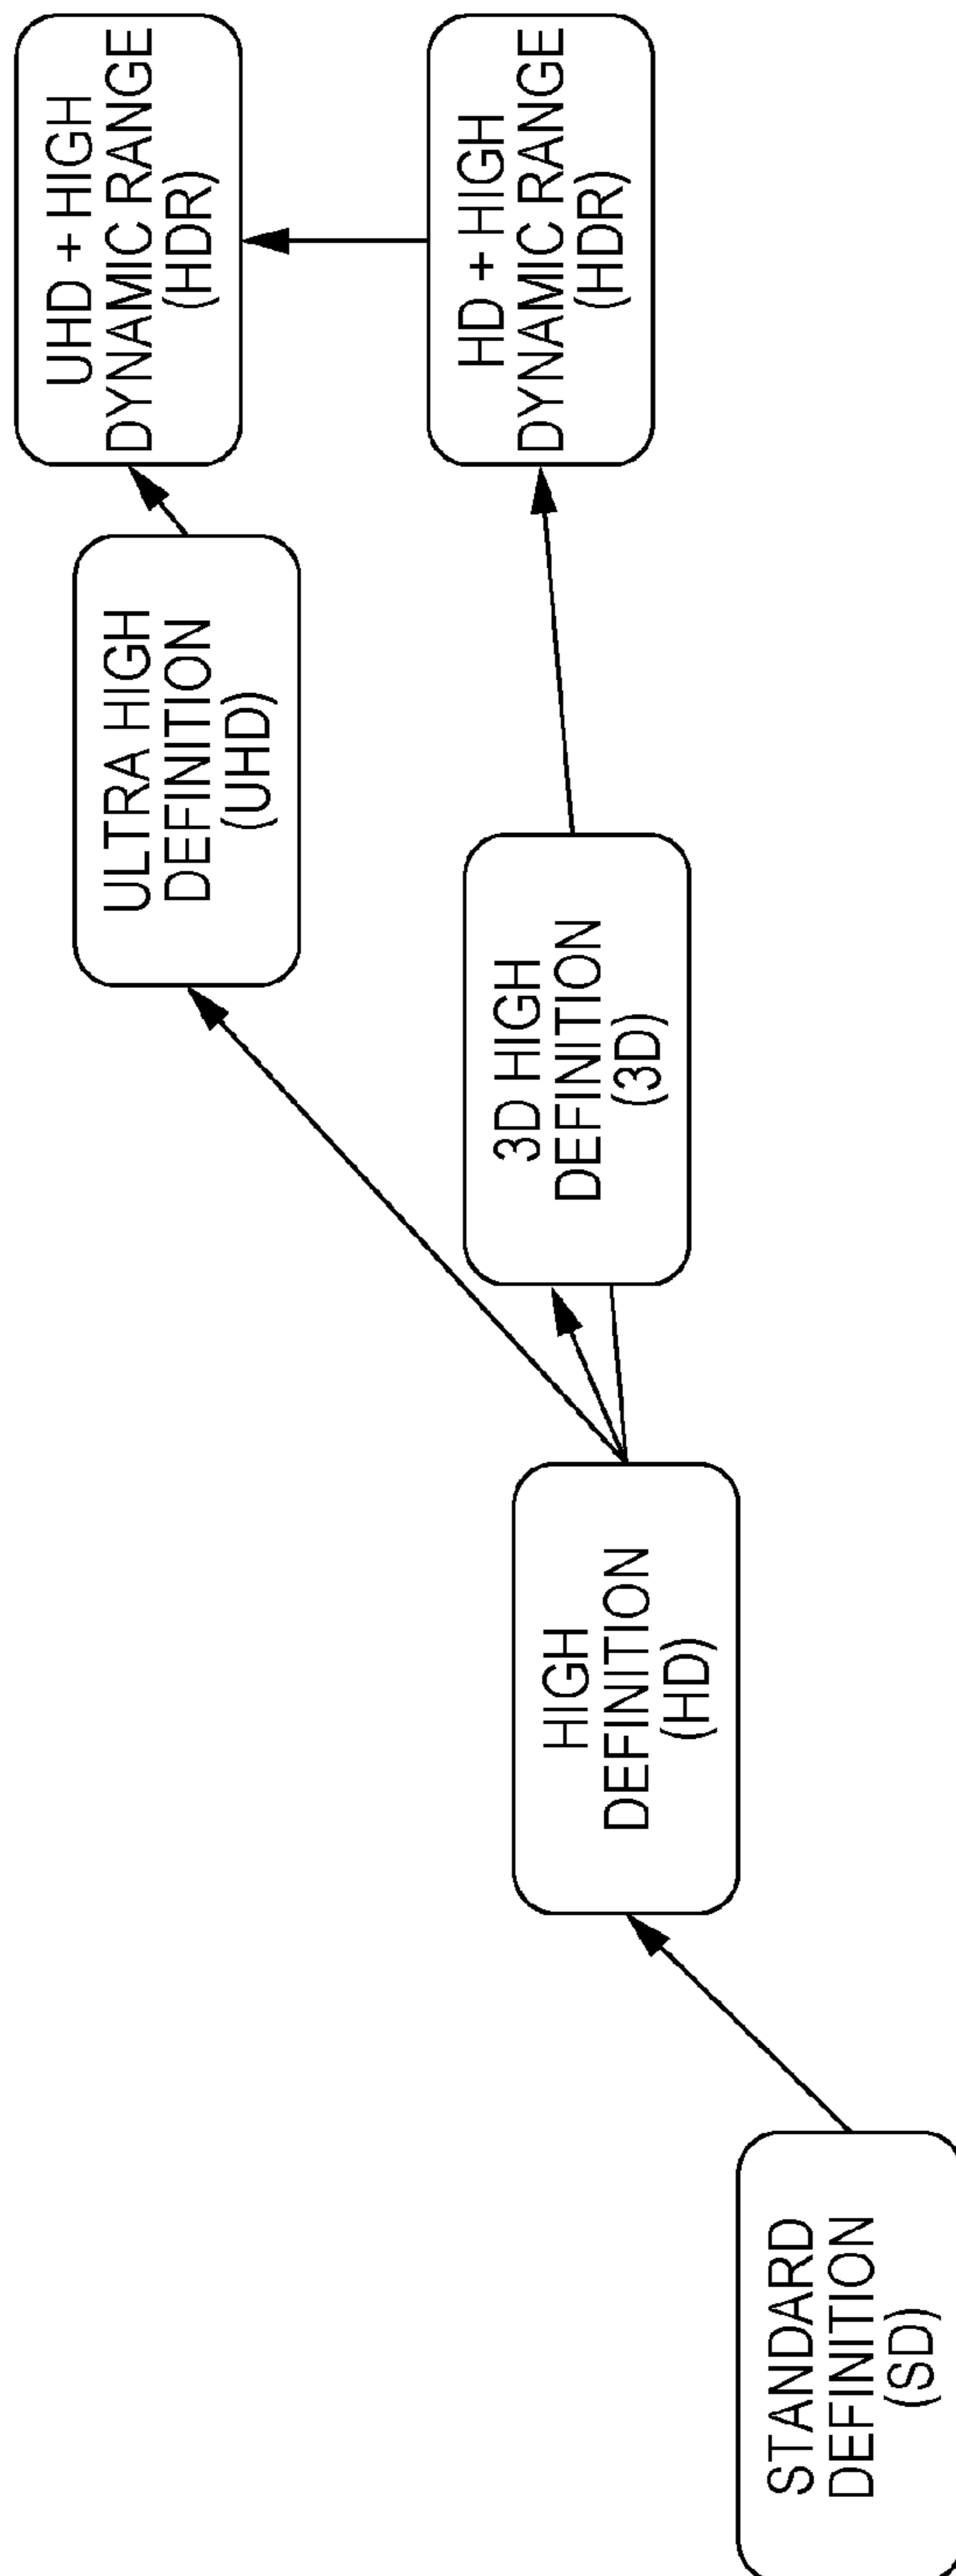 STANDARD
DEFINITION
(SD)
HIGH
DEFINITION
(HD)
3D HIGH
DEFINITION
(3D)
ULTRA HIGH
DEFINITION
(UHD)
HD + HIGH
DYNAMIC RANGE
(HDR)
UHD + HIGH
DYNAMIC RANGE
(HDR)